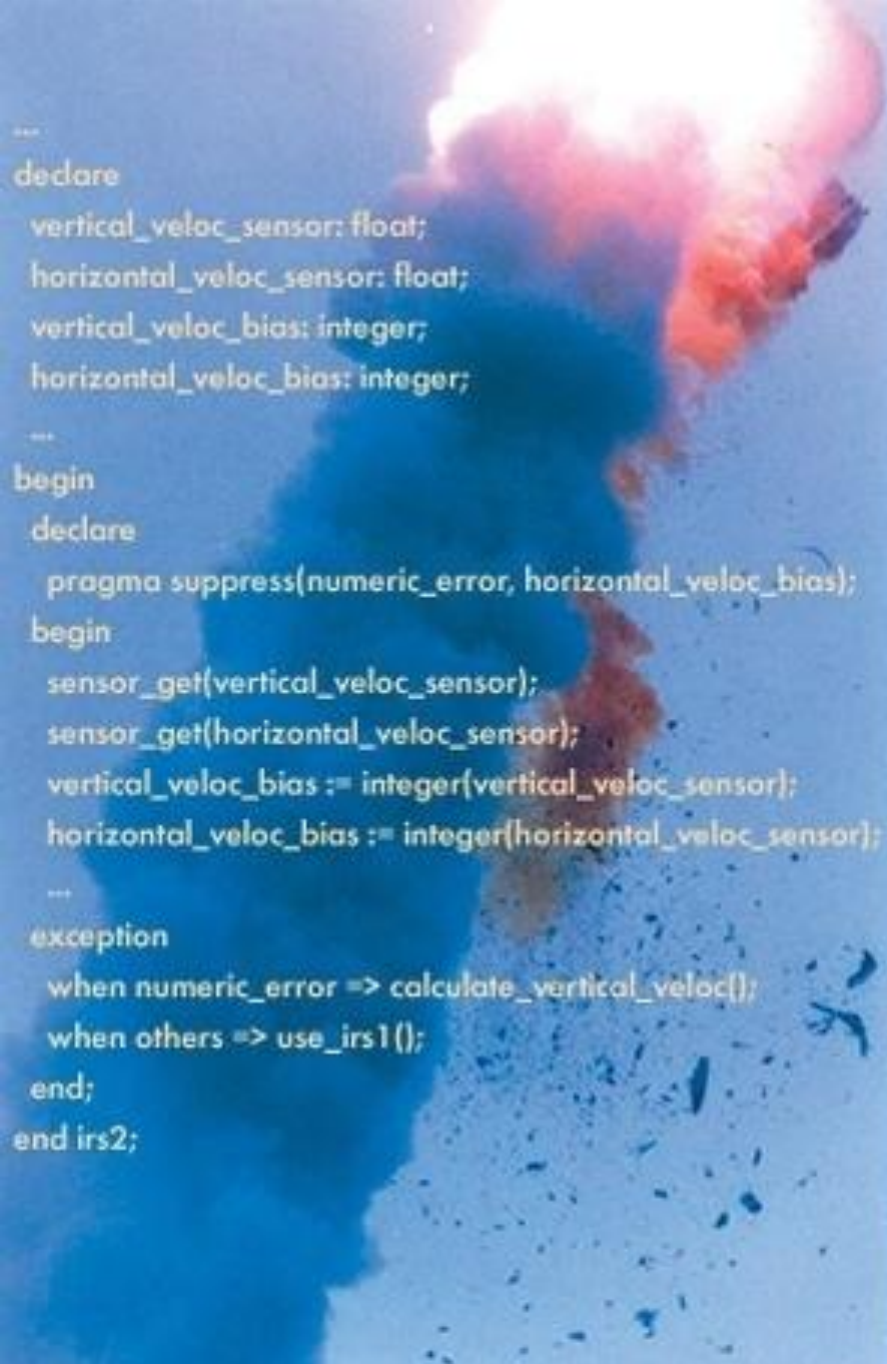 ...
declare
vertical_veloc_sensor: float;
horizontal_veloc_sensor: float;
vertical_veloc_bias: integer;
horizontal_veloc_bias: integer;
...
begin
declare
pragma suppress(numeric_error, horizontal_veloc_bias);
begin
sensor_get(vertical_veloc_sensor);
sensor_get(horizontal_veloc_sensor);
vertical_veloc_bias := integer(vertical_veloc_sensor);
horizontal_veloc_bias := integer(horizontal_veloc_sensor);
...
exception
when numeric_error => calculate_vertical_veloc();
when others => use_irs1();
end;
end irs2;